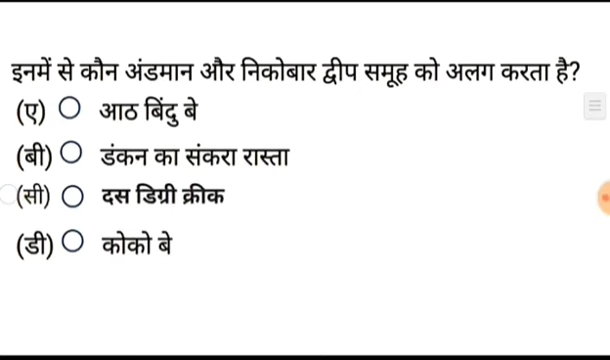 इनमें से कौन अंडमान और निकोबार द्वीप समूह को अलग करता है?
(ए) आठ बिंदु बे
(बी) डंकन का संकरा रास्ता
(सी) दस डिग्री क्रीक
(डी) कोको बे